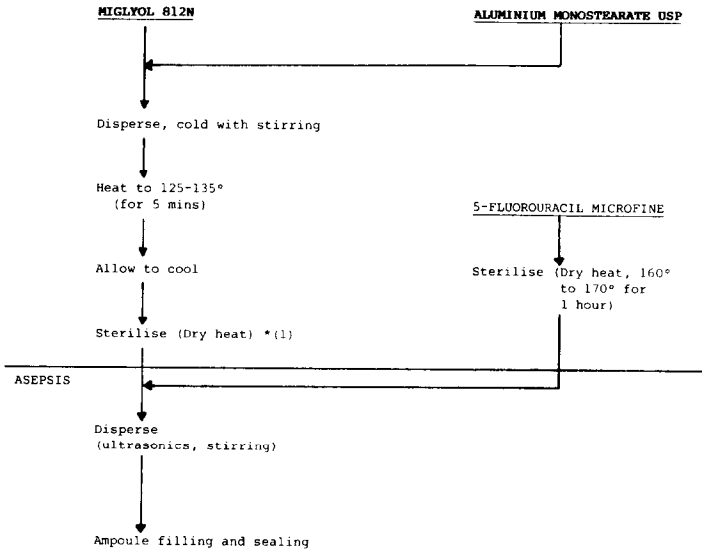 MIGLYOL 812N
ALUMINIUM MONOSTEARATE USP
Disperse, cold with stirring
Heat to 125-135°
(for 5 mins)
5-FLUOROURACIL MICROFINE
Allow to cool
Sterilise (Dry heat, 160°
to 170° for
1 hour)
Sterilise (Dry heat) *(1)
ASEPSIS
Disperse
(ultrasonics, stirring)
Ampoule filling and sealing